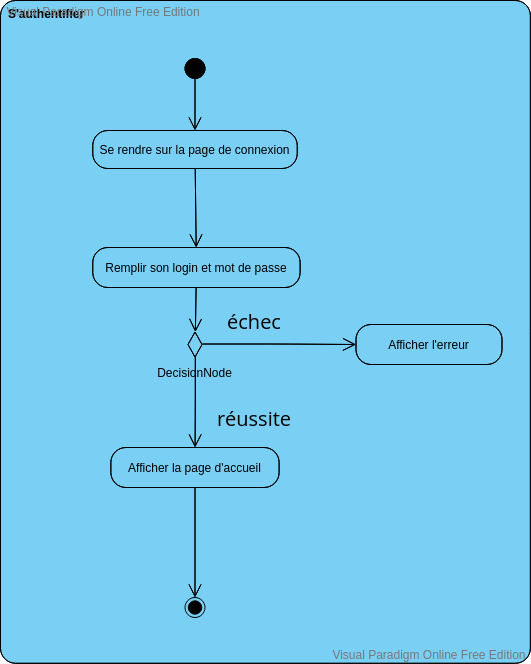 Visual Paradigm Online Free Edition
S'authentifier
Se rendre sur la page de connexion
Remplir son login et mot de passe
échec
Afficher l'erreur
DecisionNode
réussite
Afficher la page d'accueil
Visual Paradigm Online Free Edition